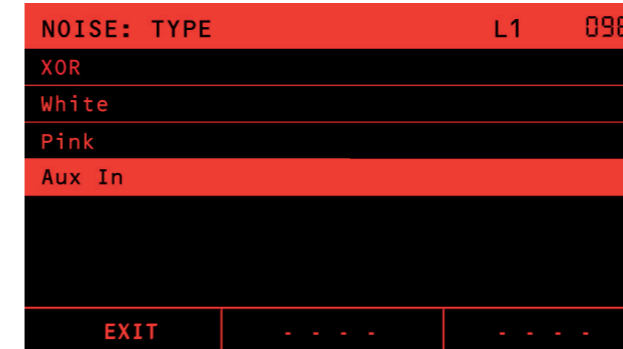 NOISE: TYPE L1
XOR
White
Pink
Aux In
EXIT - - - - - - - -